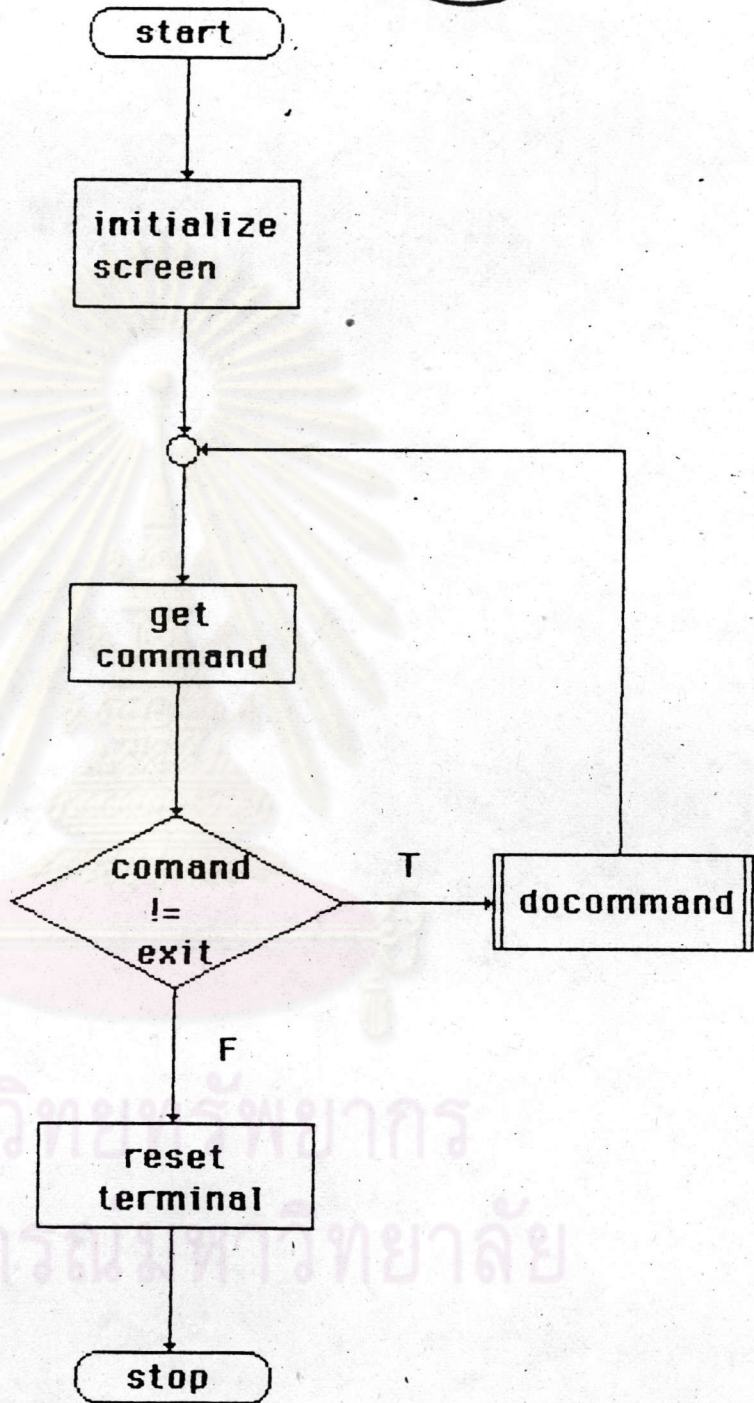 start
initialize
screen
get
command
comand
!=
exit
T
docommand
F
reset
terminal
stop